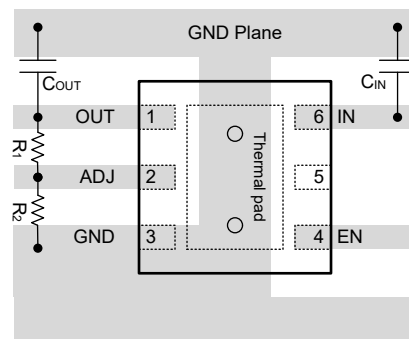 GND Plane
COUT
CIN
OUT 1
6 IN
R1
ADJ 2
Thermal pad
5
R2
GND 3
4 EN